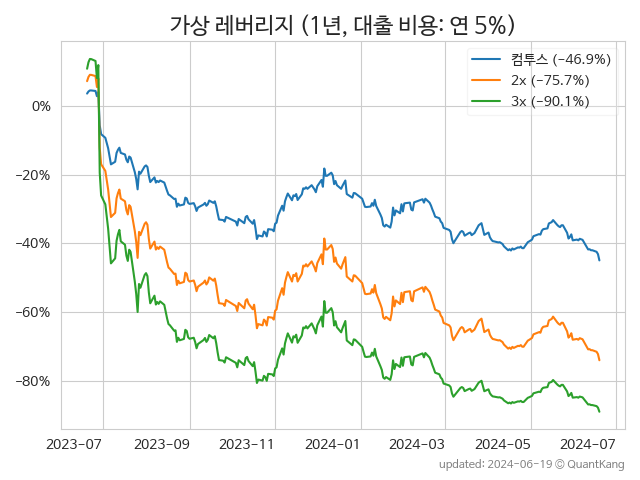 가상 레버리지 (1년, 대출 비용: 연 5%)
컴투스 (−46.9%)
2x (−75.7%)
3x (−90.1%)
0%
−20%
−40%
−60%
−80%
2023-07 2023-09 2023-11 2024-01 2024-03 2024-05 2024-07
updated: 2024-06-19 © QuantKang